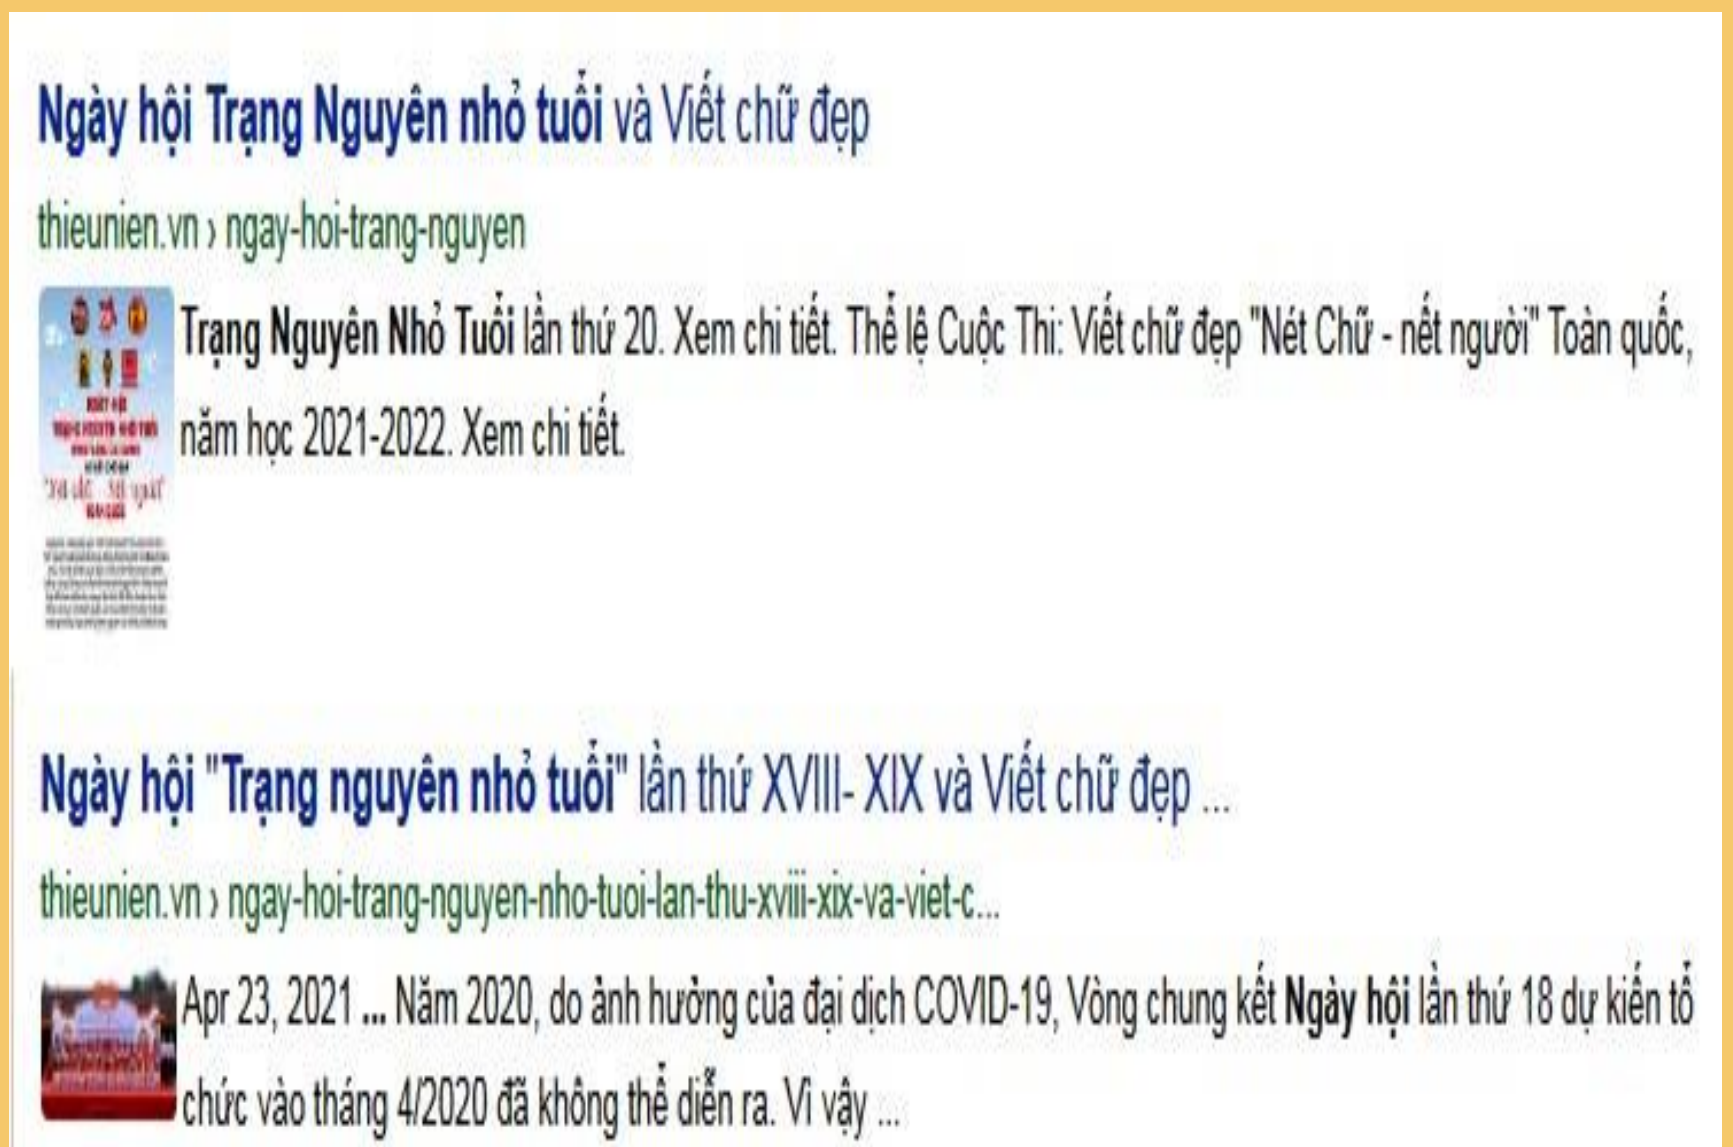 Ngày hội Trạng Nguyên nhỏ tuổi và Viết chữ đẹp
thieunien.vn › ngay-hoi-trang-nguyen
Trạng Nguyên Nhỏ Tuổi lần thứ 20. Xem chi tiết. Thể lệ Cuộc Thi: Viết chữ đẹp "Nét Chữ - nết người" Toàn quốc,
năm học 2021-2022. Xem chi tiết.
Ngày hội "Trạng nguyên nhỏ tuổi" lần thứ XVIII- XIX và Viết chữ đẹp ...
thieunien.vn › ngay-hoi-trang-nguyen-nho-tuoi-lan-thu-xviii-xix-va-viet-c...
Apr 23, 2021 ... Năm 2020, do ảnh hưởng của đại dịch COVID-19, Vòng chung kết Ngày hội lần thứ 18 dự kiến tổ
chức vào tháng 4/2020 đã không thể diễn ra. Vì vậy ...